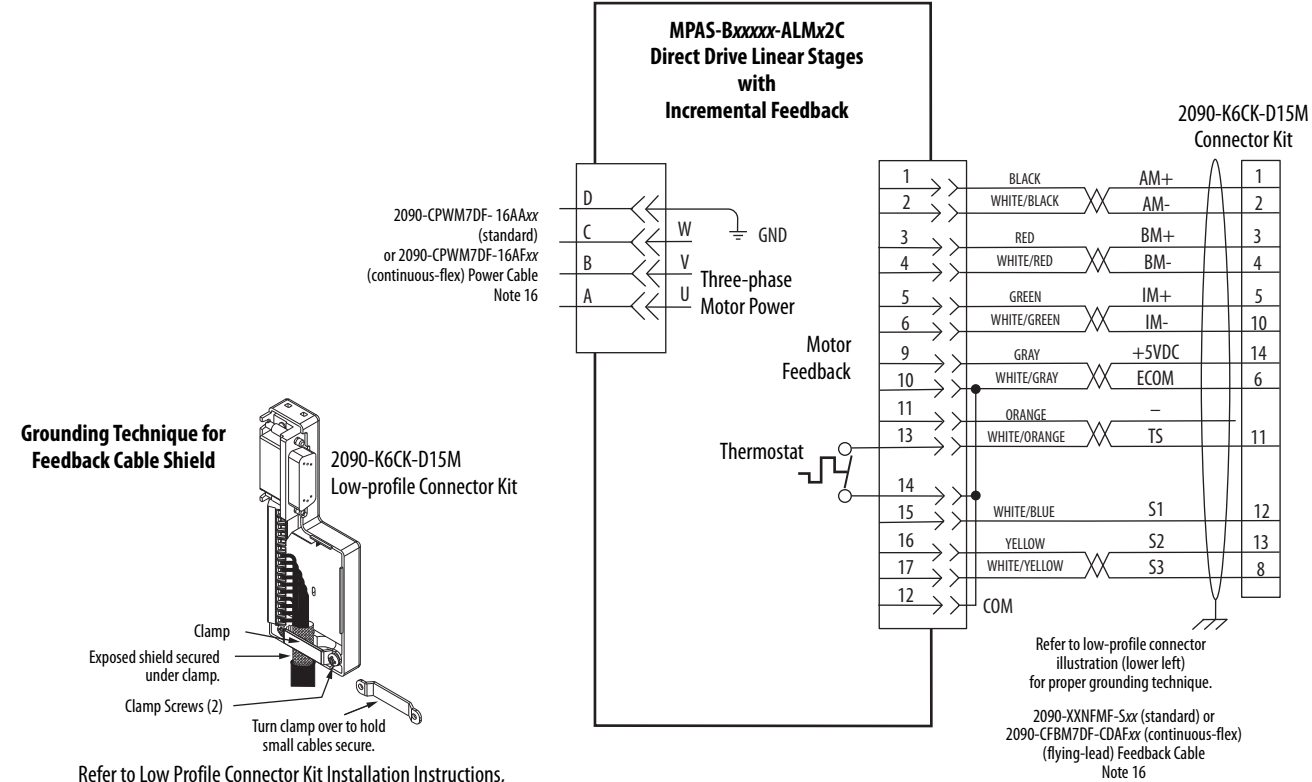 MPAS-Bxxxxx-ALMx2C
Direct Drive Linear Stages
with
Incremental Feedback
2090-K6CK-D15M
Connector Kit
2090-CPWM7DF- 16AAxx
(standard)
or 2090-CPWM7DF-16AFxx
(continuous-flex) Power Cable
Note 16
D
C
B
A
W
V
U
GND
Three-phase
Motor Power
Motor
Feedback
Thermostat
1 BLACK AM+ 1
2 WHITE/BLACK AM- 2
3 RED BM+ 3
4 WHITE/RED BM- 4
5 GREEN IM+ 5
6 WHITE/GREEN IM- 10
9 GRAY +5VDC 14
10 WHITE/GRAY ECOM 6
11 ORANGE –
13 WHITE/ORANGE TS 11
14
15 WHITE/BLUE S1 12
16 YELLOW S2 13
17 WHITE/YELLOW S3 8
12 COM
Refer to low-profile connector
illustration (lower left)
for proper grounding technique.
2090-XXNFMF-Sxx (standard) or
2090-CFBM7DF-CDAFxx (continuous-flex)
(flying-lead) Feedback Cable
Note 16
Grounding Technique for
Feedback Cable Shield
2090-K6CK-D15M
Low-profile Connector Kit
Clamp
Exposed shield secured
under clamp.
Clamp Screws (2)
Turn clamp over to hold
small cables secure.
Refer to Low Profile Connector Kit Installation Instructions,